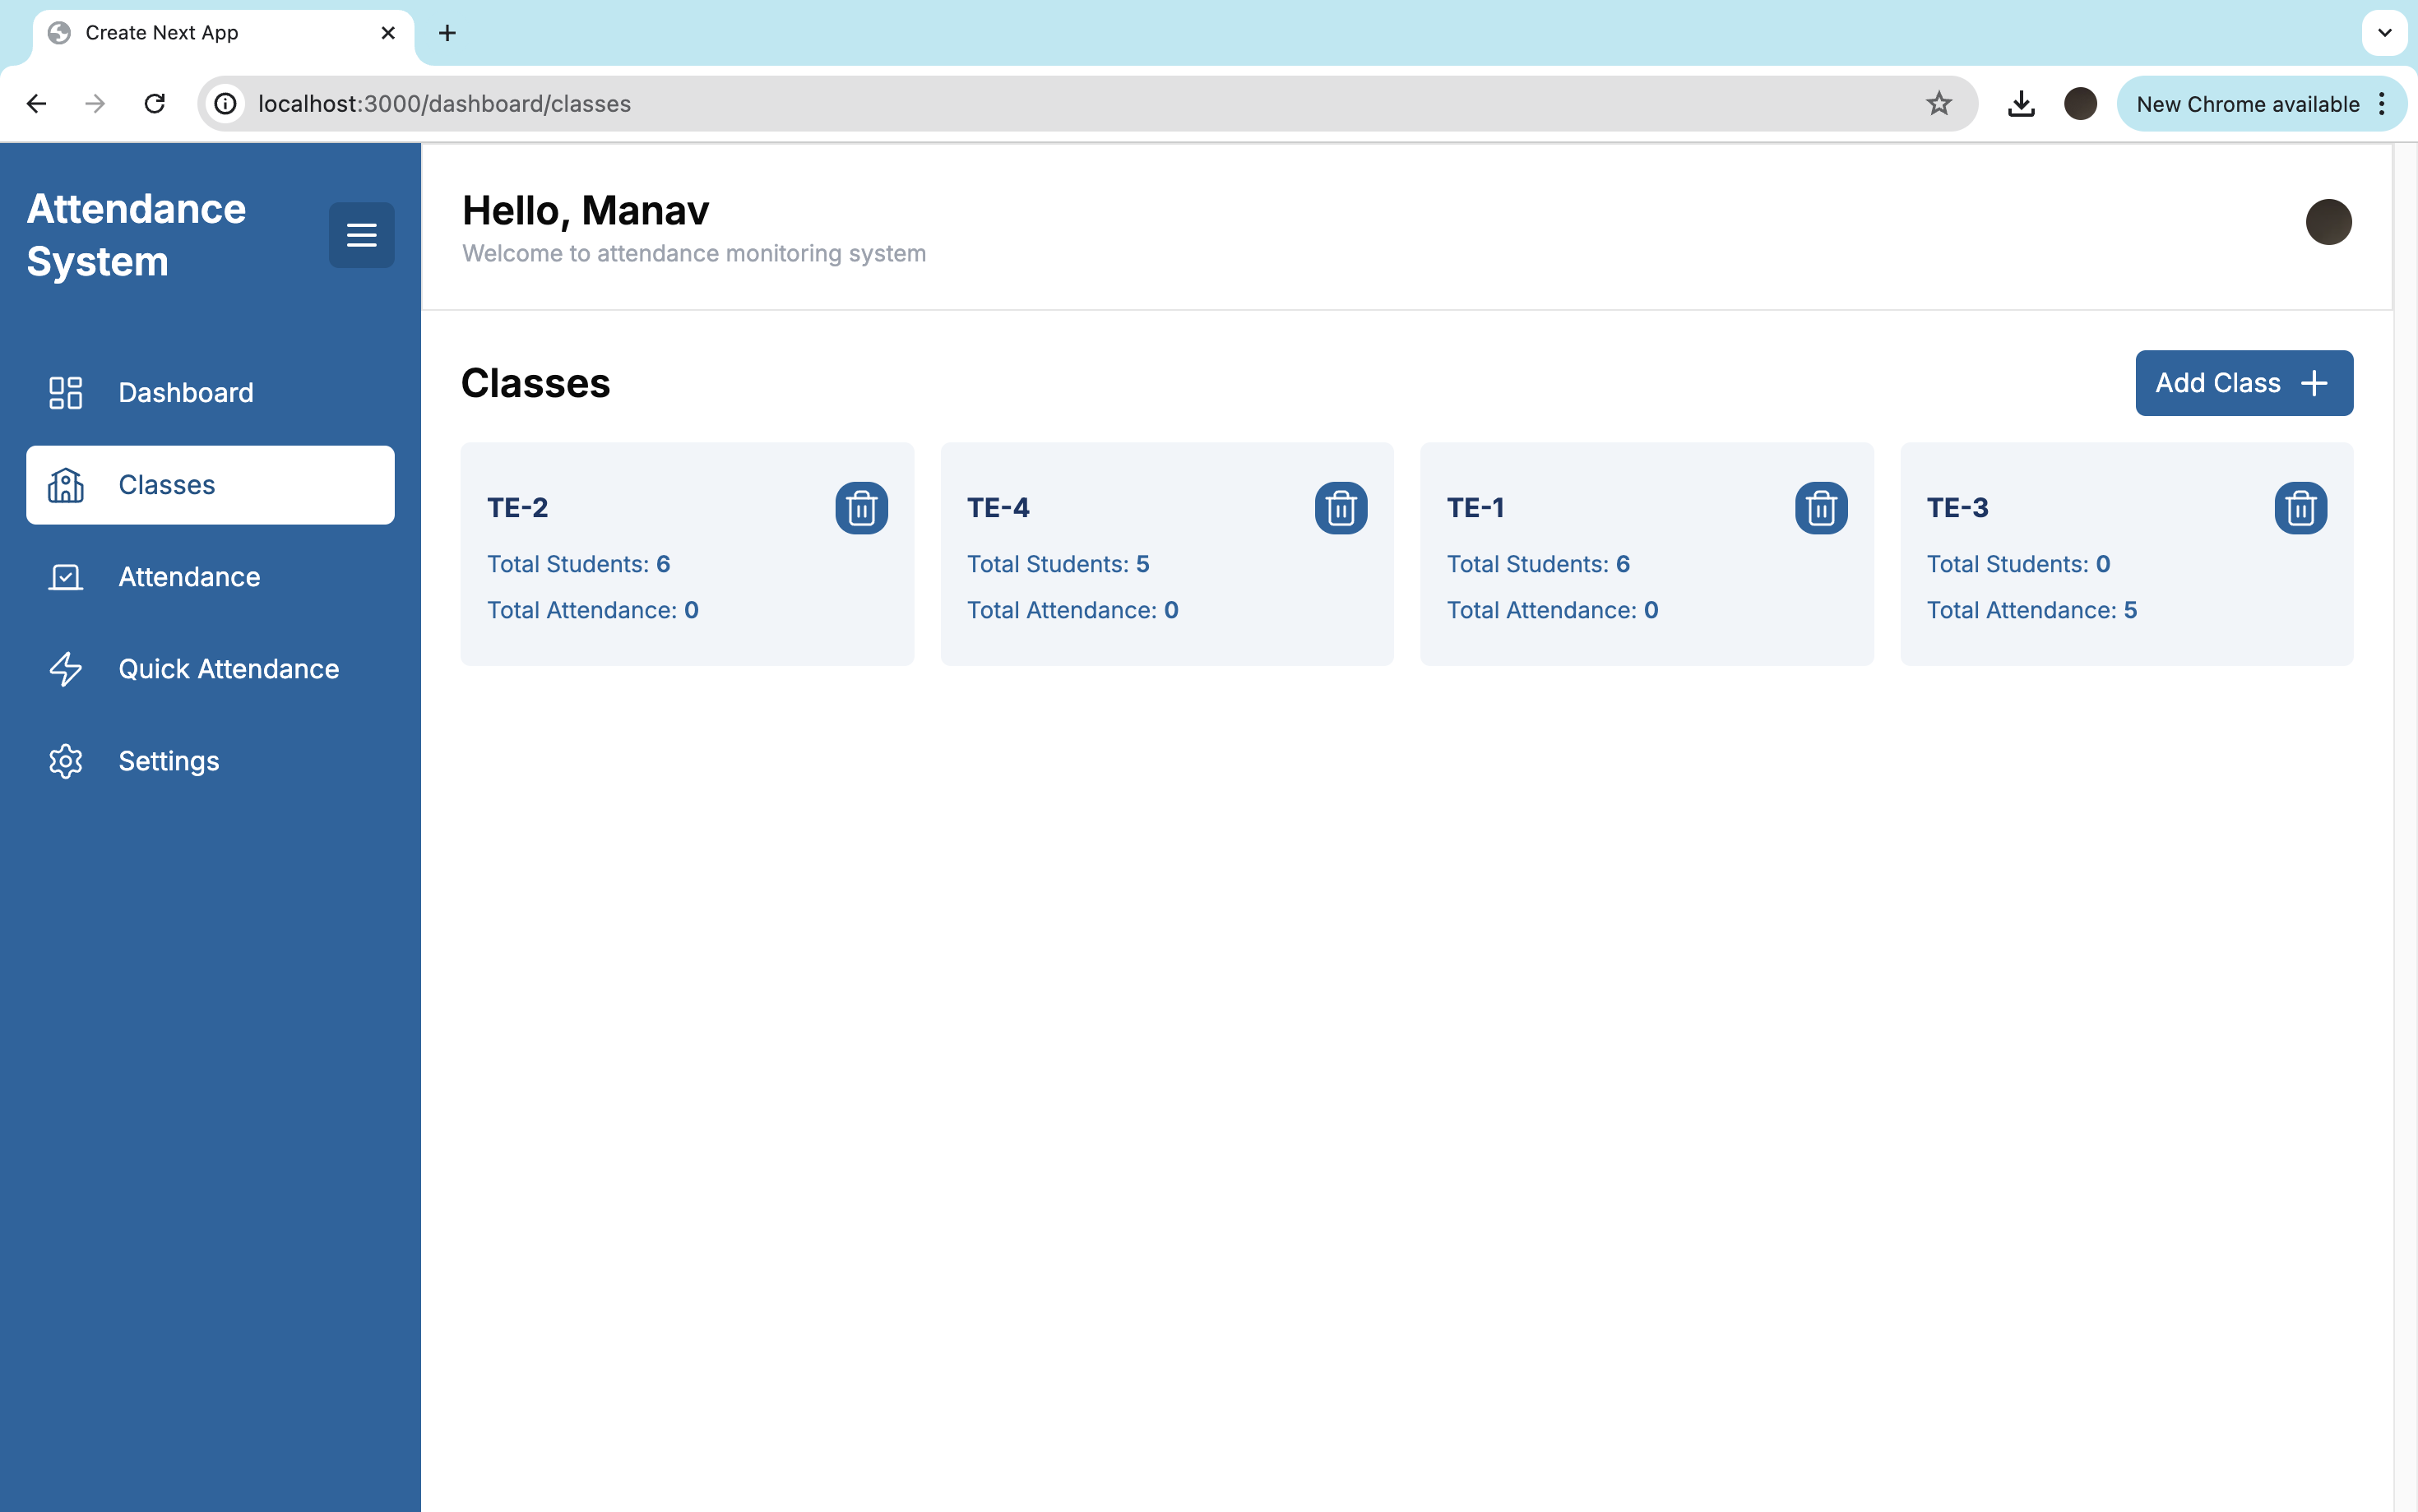 Create Next App
localhost:3000/dashboard/classes
New Chrome available
Attendance
System
Dashboard
Classes
Attendance
Quick Attendance
Settings
Hello, Manav
Welcome to attendance monitoring system
Classes
Add Class
TE-2
Total Students: 6
Total Attendance: 0
TE-4
Total Students: 5
Total Attendance: 0
TE-1
Total Students: 6
Total Attendance: 0
TE-3
Total Students: 0
Total Attendance: 5